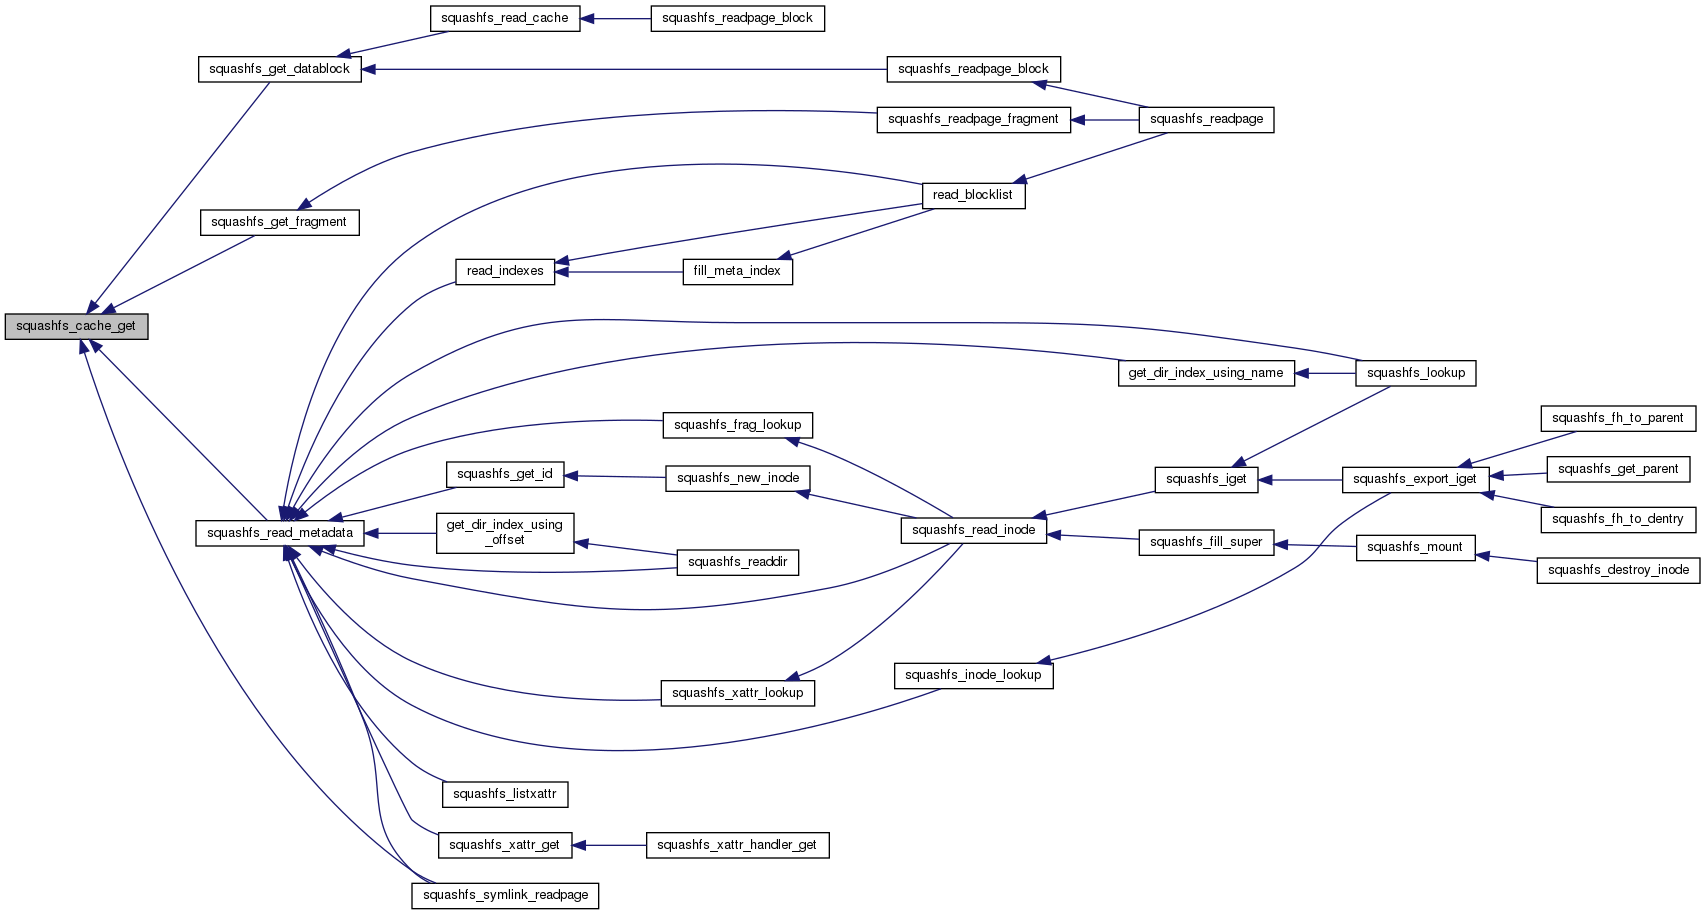 squashfs_read_cache
squashfs_readpage_block
squashfs_get_datablock
squashfs_readpage_block
squashfs_readpage_fragment
squashfs_readpage
read_blocklist
squashfs_get_fragment
read_indexes
fill_meta_index
squashfs_cache_get
get_dir_index_using_name
squashfs_lookup
squashfs_frag_lookup
squashfs_fh_to_parent
squashfs_get_id
squashfs_new_inode
squashfs_iget
squashfs_export_iget
squashfs_get_parent
squashfs_read_metadata
get_dir_index_using
_offset
squashfs_read_inode
squashfs_fh_to_dentry
squashfs_fill_super
squashfs_mount
squashfs_readdir
squashfs_destroy_inode
squashfs_inode_lookup
squashfs_xattr_lookup
squashfs_listxattr
squashfs_xattr_get
squashfs_xattr_handler_get
squashfs_symlink_readpage